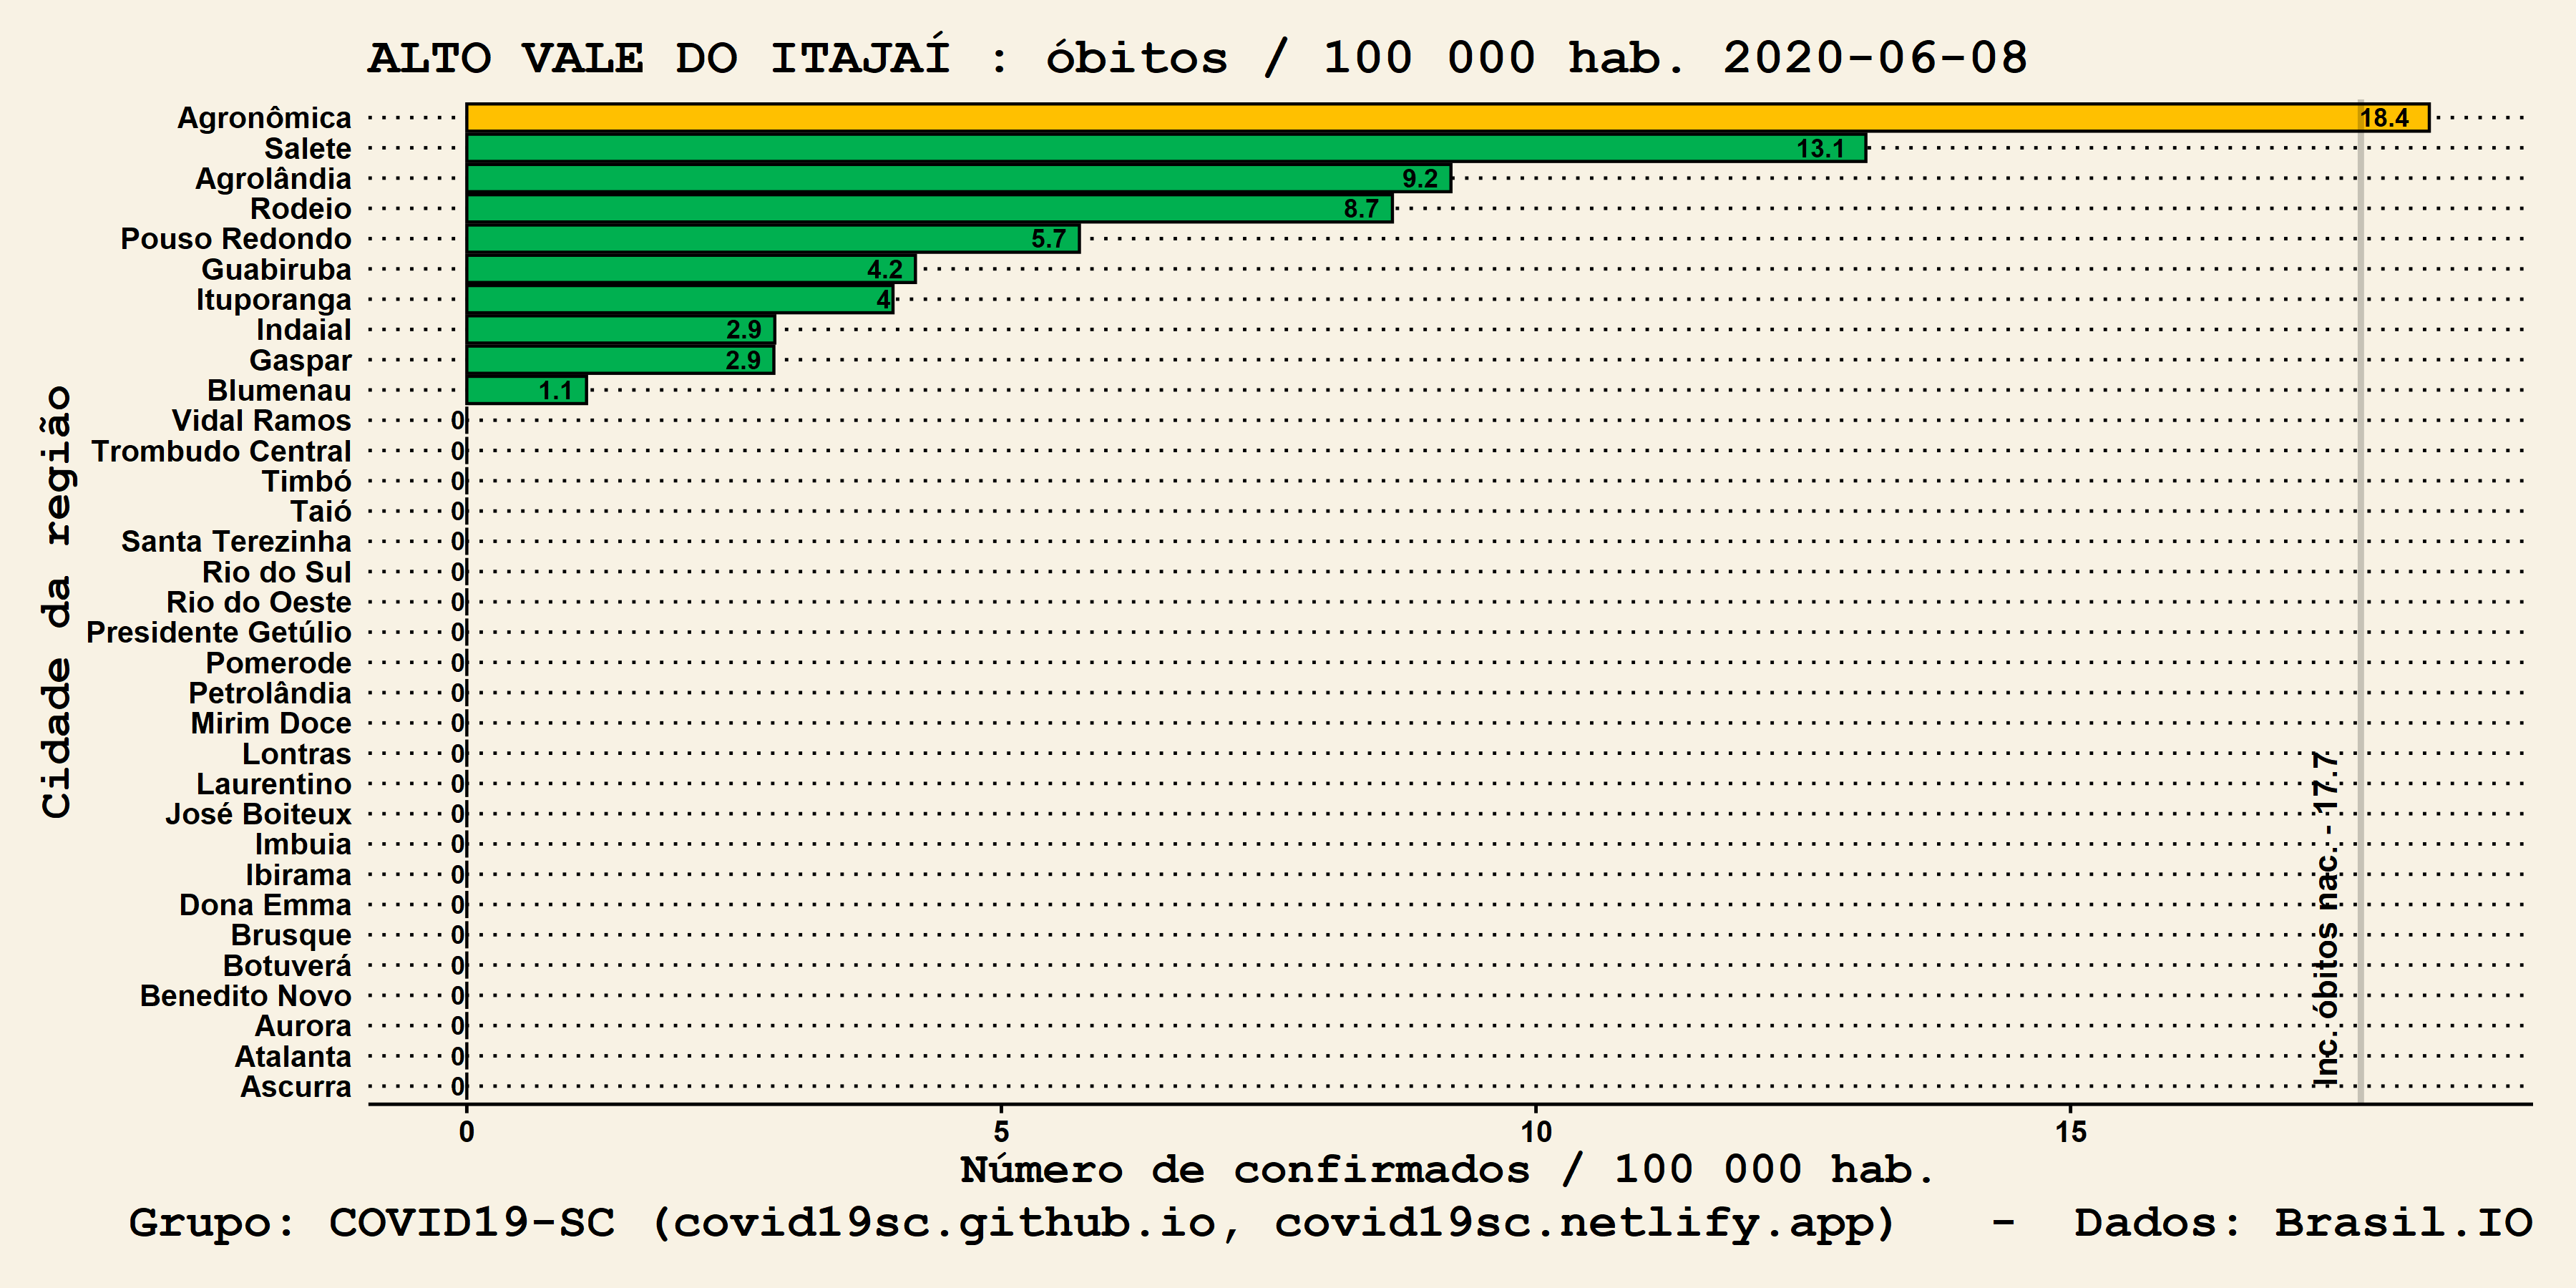 ALTO VALE DO ITAJAÍ : óbitos / 100 000 hab. 2020-06-08
Cidade da região
Agronômica 18.4
Salete 13.1
Agrolândia 9.2
Rodeio 8.7
Pouso Redondo 5.7
Guabiruba 4.2
Ituporanga 4
Indaial 2.9
Gaspar 2.9
Blumenau 1.1
Vidal Ramos 0
Trombudo Central 0
Timbó 0
Taió 0
Santa Terezinha 0
Rio do Sul 0
Rio do Oeste 0
Presidente Getúlio 0
Pomerode 0
Petrolândia 0
Mirim Doce 0
Lontras 0
Laurentino 0
José Boiteux 0
Imbuia 0
Ibirama 0
Dona Emma 0
Brusque 0
Botuverá 0
Benedito Novo 0
Aurora 0
Atalanta 0
Ascurra 0
Inc. óbitos nac. - 17.7
0 5 10 15
Número de confirmados / 100 000 hab.
Grupo: COVID19-SC (covid19sc.github.io, covid19sc.netlify.app) - Dados: Brasil.IO